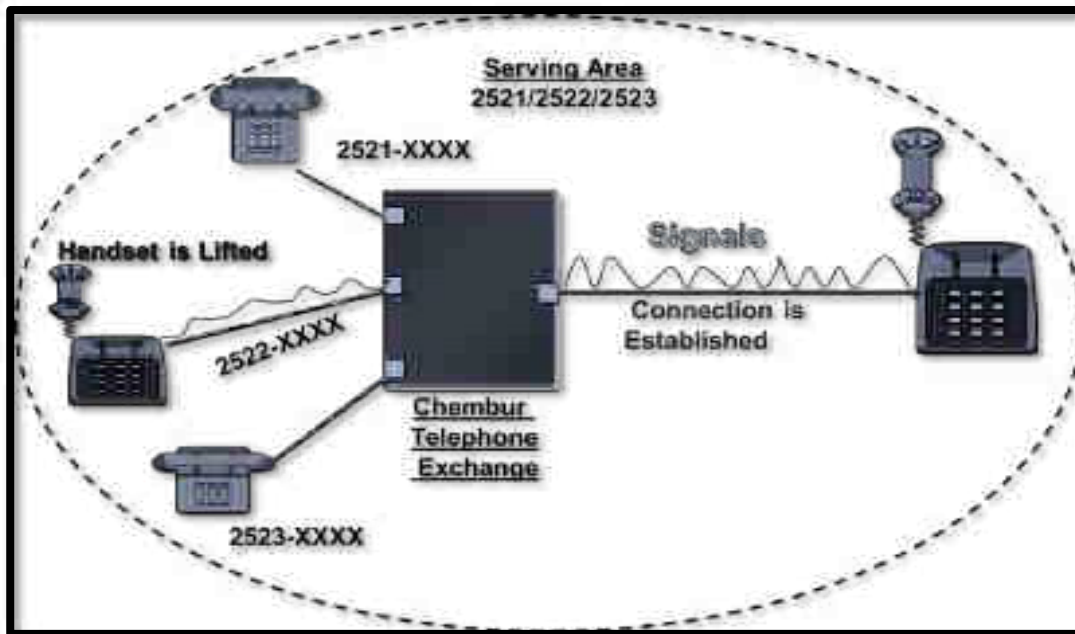 Serving Area
2521/2522/2523
2521-XXXX
Handset is Lifted
Signals
2522-XXXX
Connection is
Established
Chembur
Telephone
Exchange
2523-XXXX